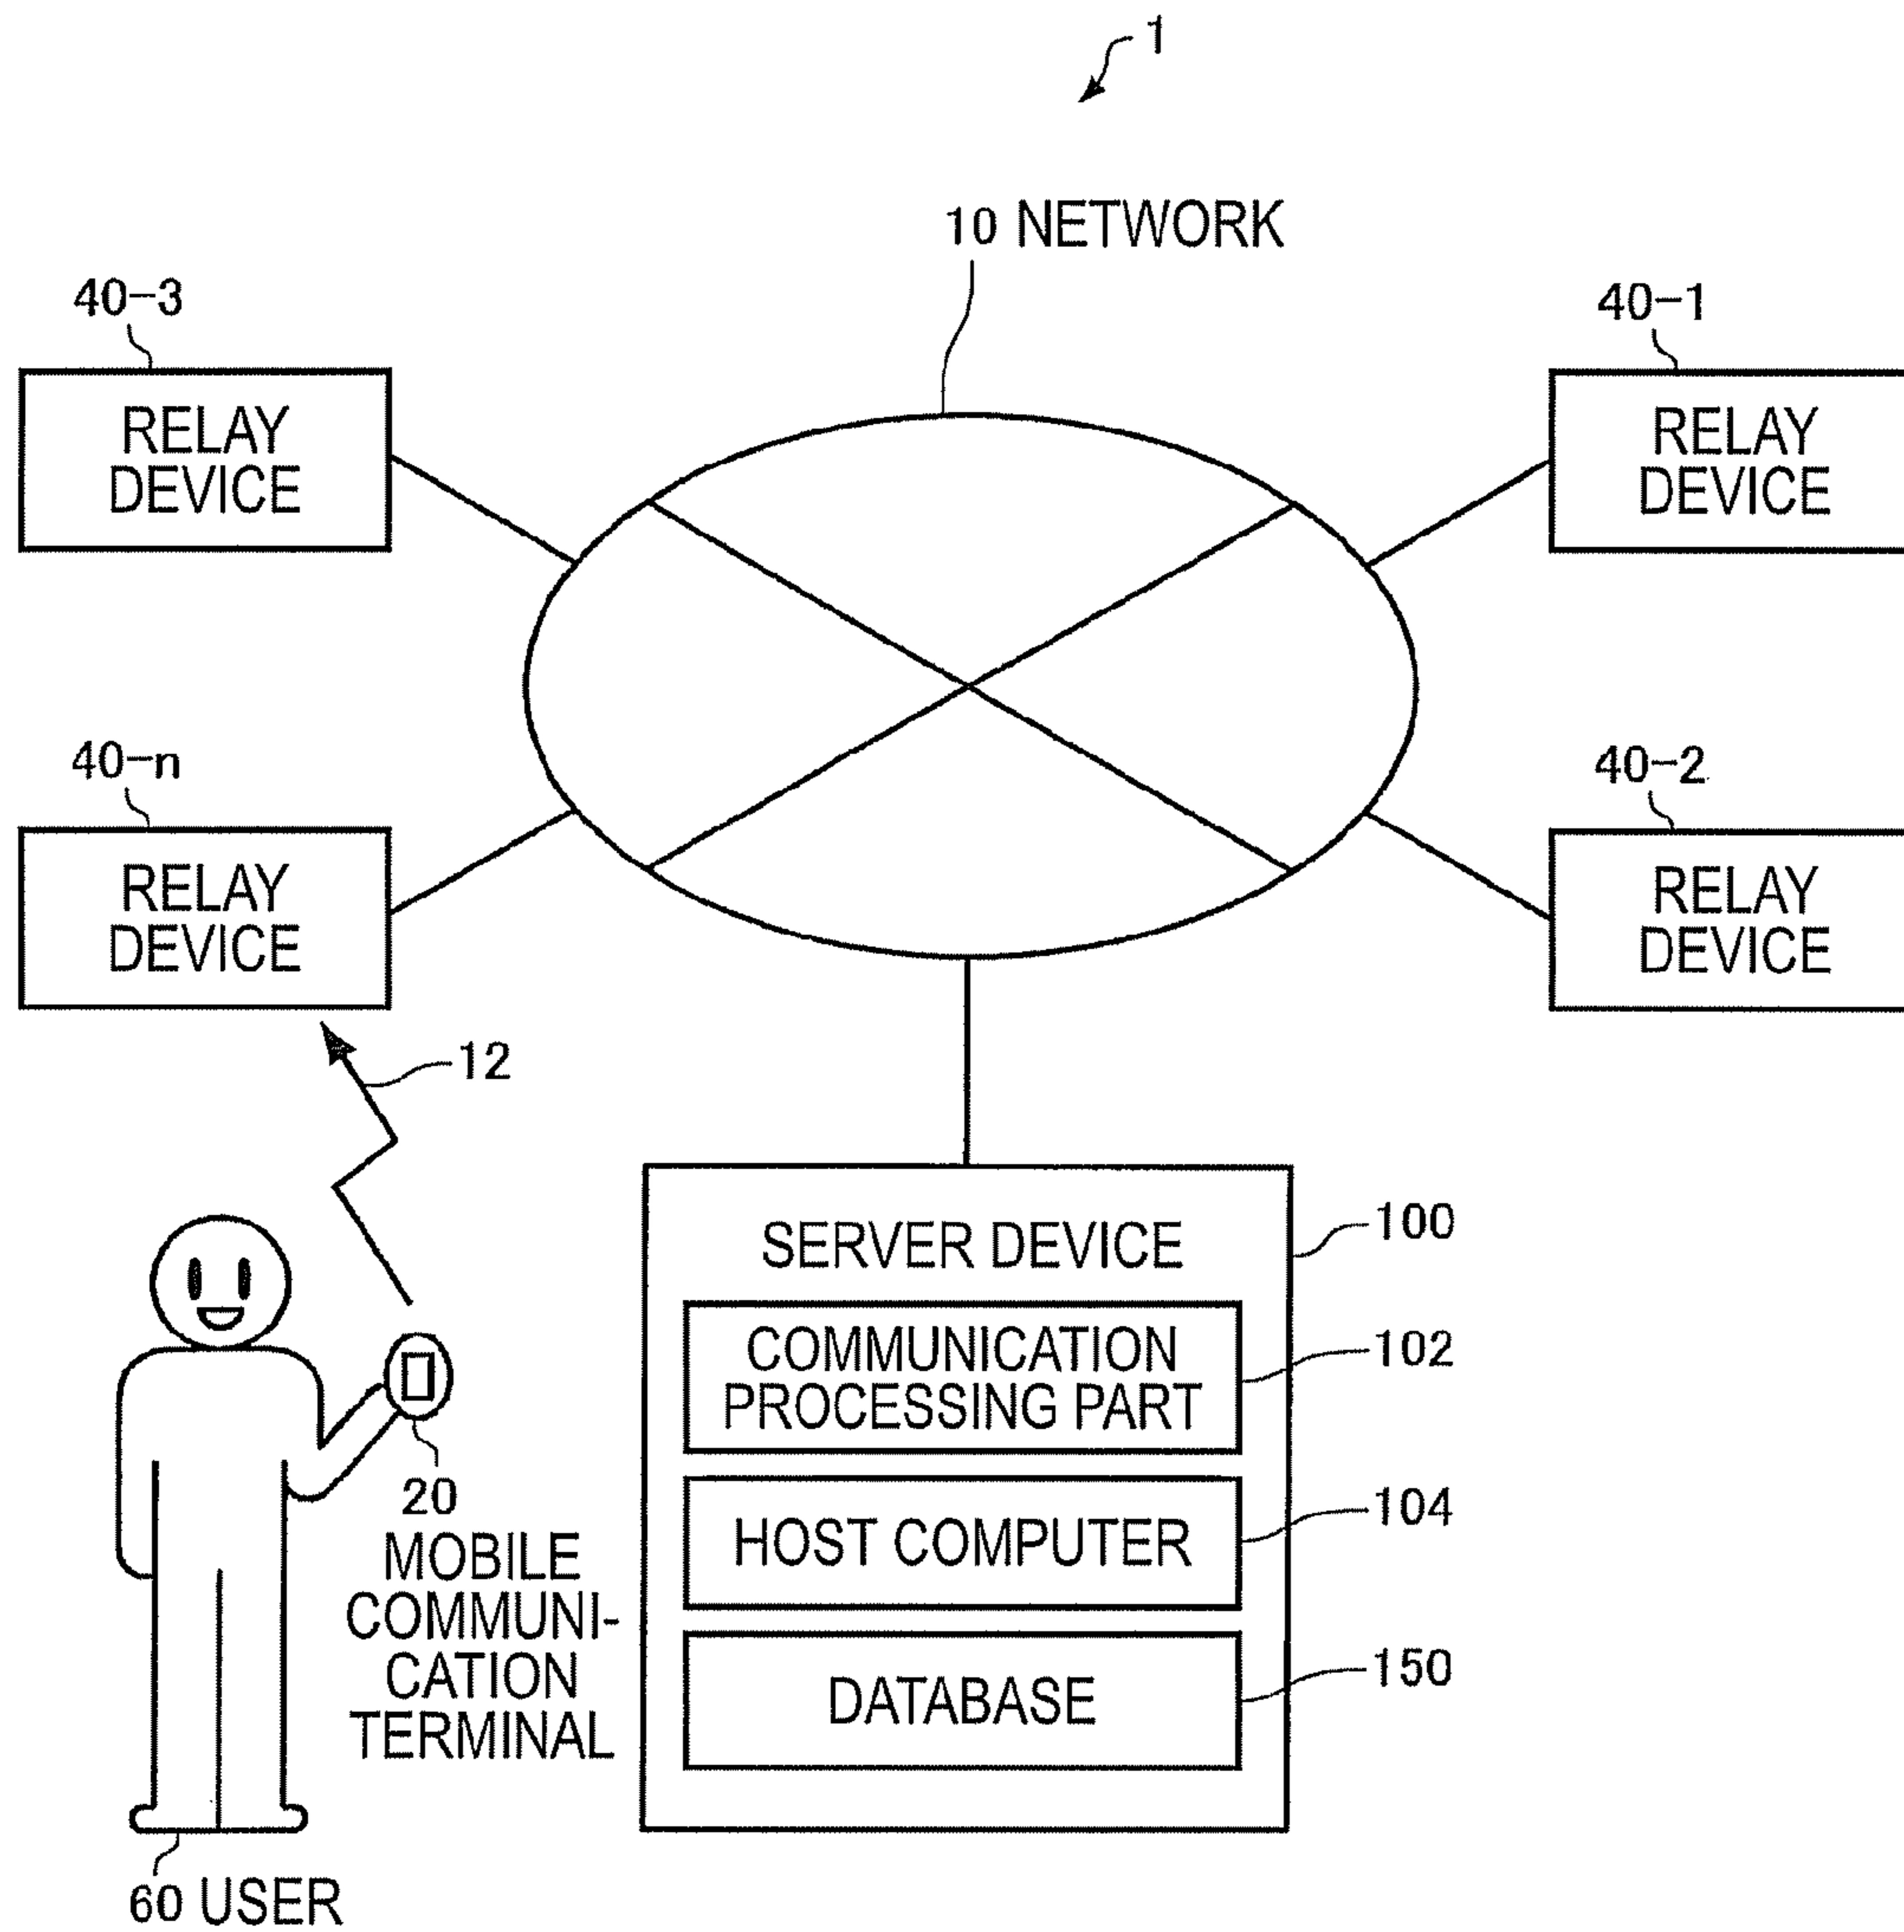 1
10 NETWORK
40-3
40-1
RELAY
DEVICE
RELAY
DEVICE
40-n
40-2
RELAY
DEVICE
RELAY
DEVICE
12
SERVER DEVICE
100
COMMUNICATION
PROCESSING PART
102
HOST COMPUTER
104
DATABASE
150
20
MOBILE
COMMUNI-
CATION
TERMINAL
60 USER